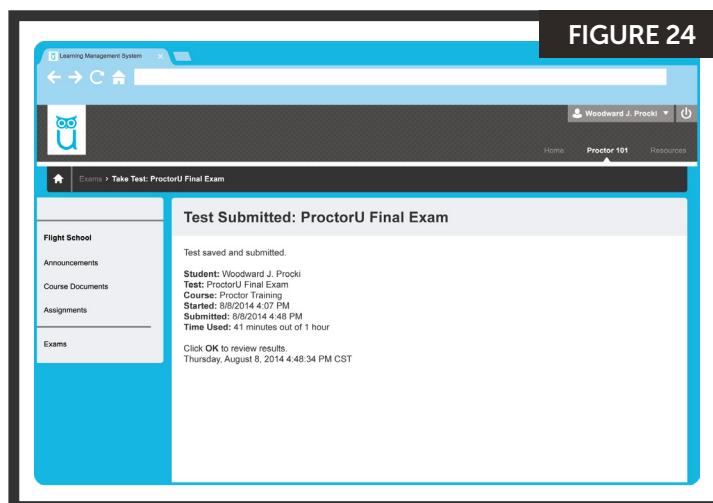 FIGURE 24
Learning Management System
Woodward J. Procki
Home Proctor 101 Resources
Exams > Take Test: ProctorU Final Exam
Test Submitted: ProctorU Final Exam
Flight School
Announcements
Course Documents
Assignments
Exams
Test saved and submitted.
Student: Woodward J. Procki
Test: ProctorU Final Exam
Course: Proctor Training
Started: 8/8/2014 4:07 PM
Submitted: 8/8/2014 4:48 PM
Time Used: 41 minutes out of 1 hour
Click OK to review results.
Thursday, August 8, 2014 4:48:34 PM CST